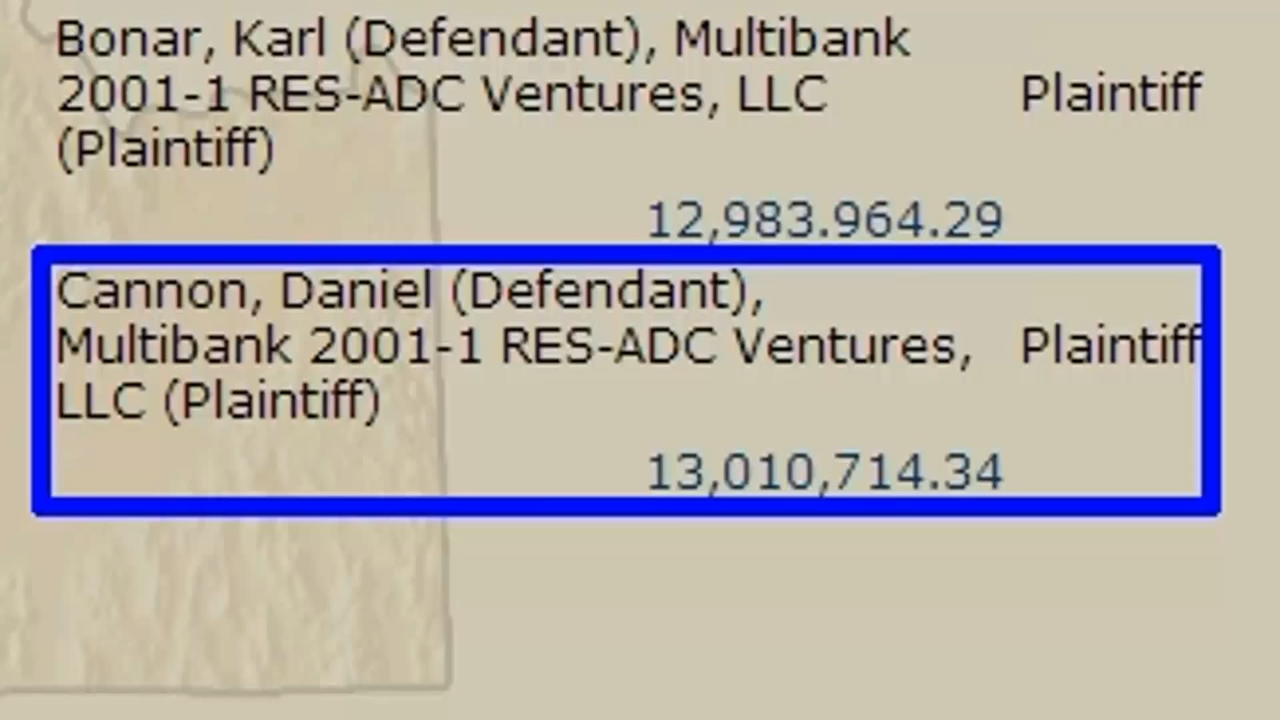 Bonar, Karl (Defendant), Multibank
2001-1 RES-ADC Ventures, LLC Plaintiff
(Plaintiff)
12,983.964.29
Cannon, Daniel (Defendant),
Multibank 2001-1 RES-ADC Ventures, Plaintiff
LLC (Plaintiff)
13,010,714.34